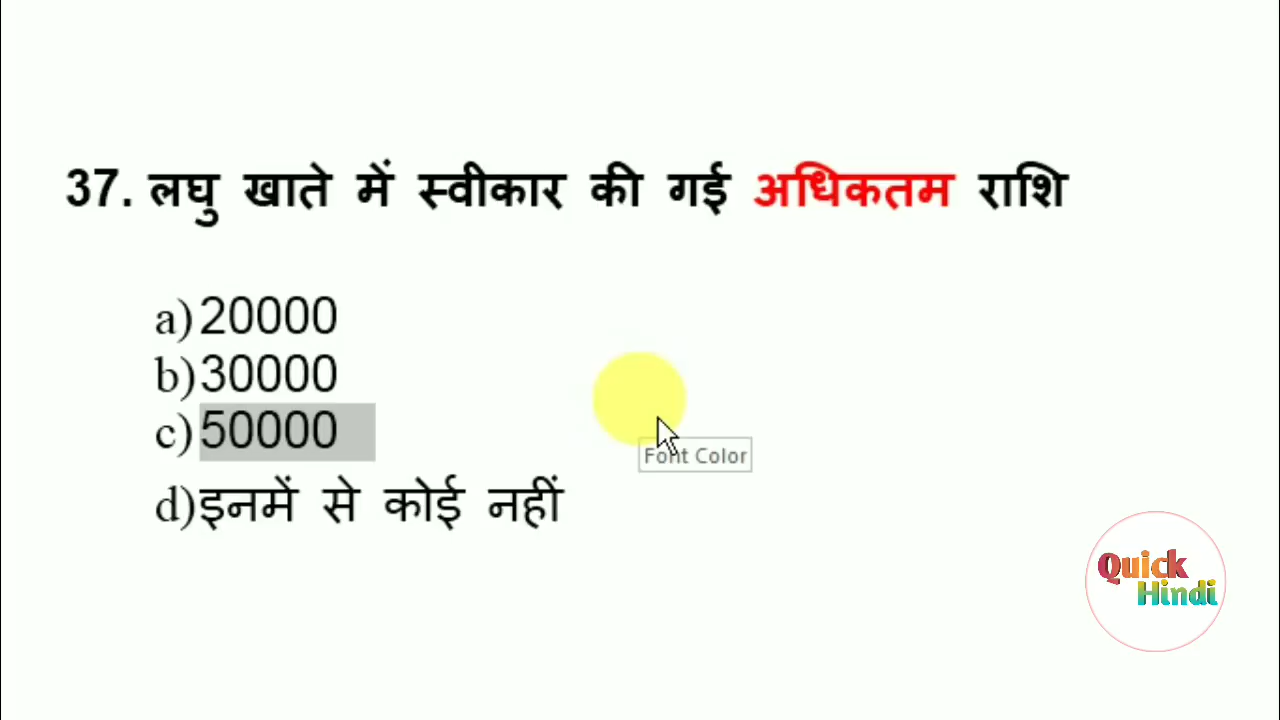 37. लघु खाते में स्वीकार की गई अधिकतम राशि
a) 20000
b) 30000
c) 50000
Font Color
d) इनमें से कोई नहीं
Quick
Hindi